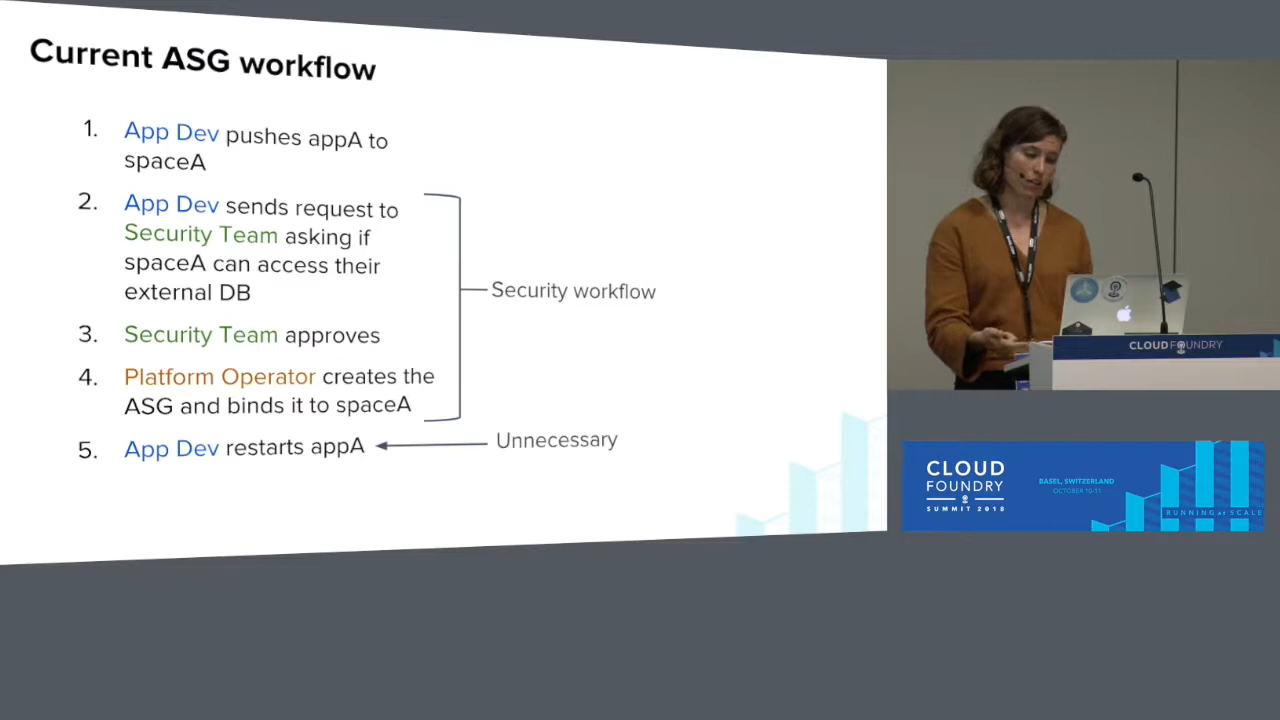 Current ASG workflow
1. App Dev pushes appA to
spaceA
2. App Dev sends request to
Security Team asking if
spaceA can access their
external DB
3. Security Team approves
4. Platform Operator creates the
ASG and binds it to spaceA
5. App Dev restarts appA
Security workflow
Unnecessary
CLOUD FOUNDRY
CLOUD
FOUNDRY
SUMMIT 2018
BASEL, SWITZERLAND
OCTOBER 10-11
RUNNING at SCALE